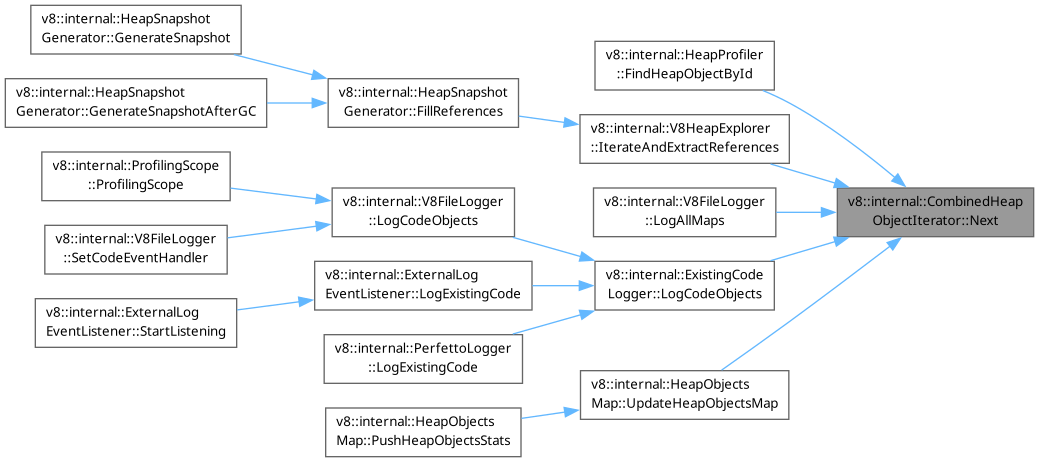 v8::internal::HeapSnapshot
Generator::GenerateSnapshot
v8::internal::HeapSnapshot
Generator::GenerateSnapshotAfterGC
v8::internal::ProfilingScope
::ProfilingScope
v8::internal::V8FileLogger
::SetCodeEventHandler
v8::internal::ExternalLog
EventListener::StartListening
v8::internal::HeapSnapshot
Generator::FillReferences
v8::internal::V8FileLogger
::LogCodeObjects
v8::internal::ExternalLog
EventListener::LogExistingCode
v8::internal::PerfettoLogger
::LogExistingCode
v8::internal::HeapObjects
Map::PushHeapObjectsStats
v8::internal::HeapProfiler
::FindHeapObjectById
v8::internal::V8HeapExplorer
::IterateAndExtractReferences
v8::internal::V8FileLogger
::LogAllMaps
v8::internal::ExistingCode
Logger::LogCodeObjects
v8::internal::HeapObjects
Map::UpdateHeapObjectsMap
v8::internal::CombinedHeap
ObjectIterator::Next